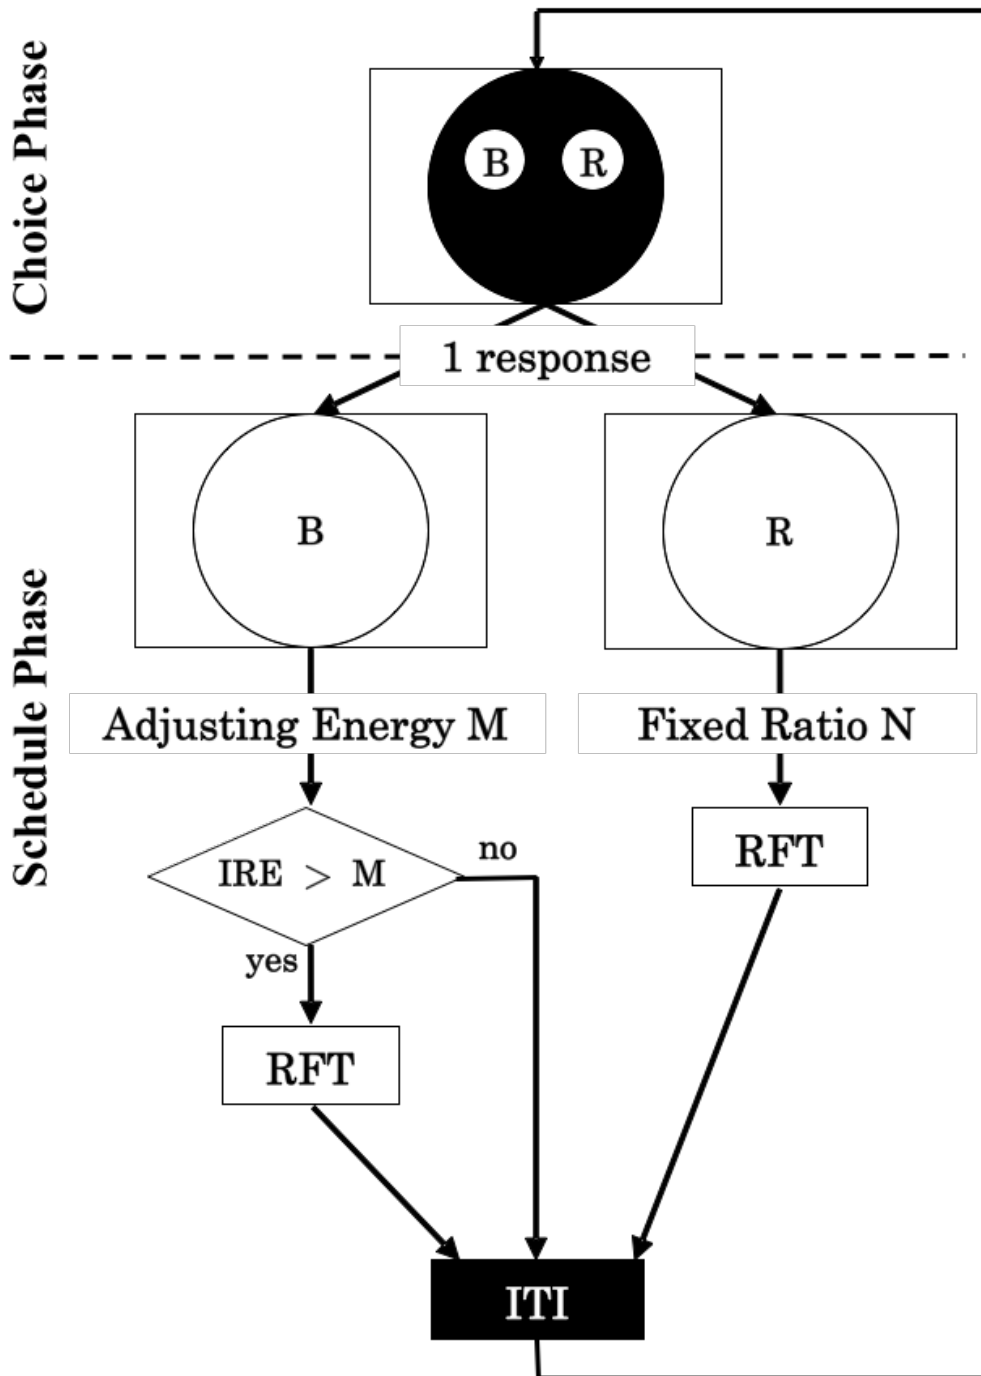 Choice Phase
B
R
1 response
Schedule Phase
B
R
Adjusting Energy M
Fixed Ratio N
IRE > M
no
yes
RFT
RFT
ITI